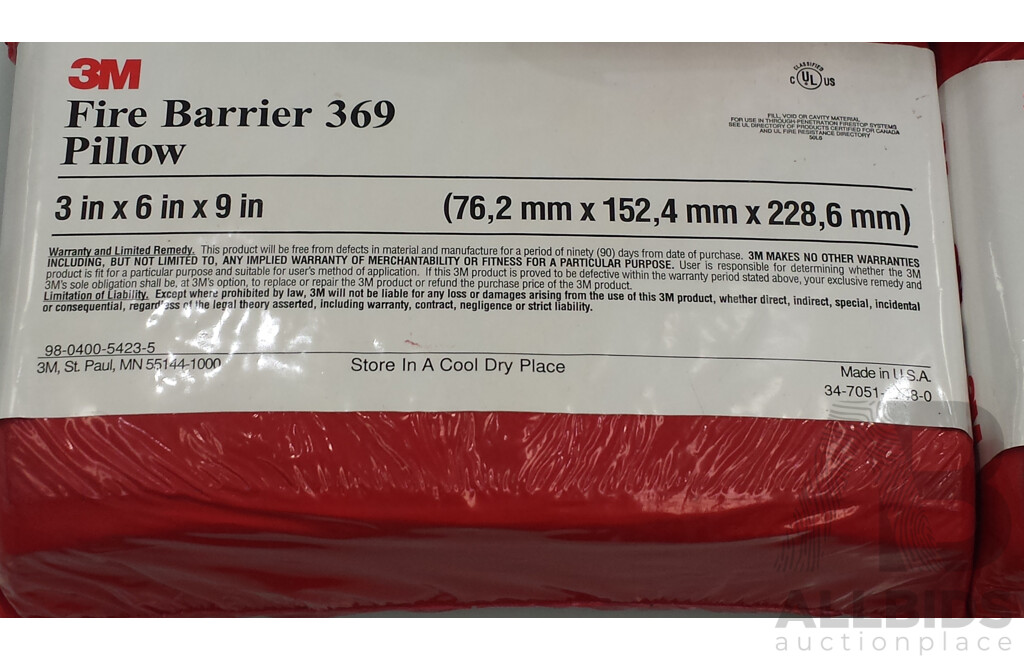 3M
Fire Barrier 369
Pillow
CLASSIFIED
C UL US
FILL, VOID OR CAVITY MATERIAL
FOR USE IN THROUGH-PENETRATION FIRESTOP SYSTEMS
SEE UL DIRECTORY OF PRODUCTS CERTIFIED FOR CANADA
AND UL FIRE RESISTANCE DIRECTORY
50L8
3 in x 6 in x 9 in (76,2 mm x 152,4 mm x 228,6 mm)
Warranty and Limited Remedy. This product will be free from defects in material and manufacture for a period of ninety (90) days from date of purchase. 3M MAKES NO OTHER WARRANTIES
INCLUDING, BUT NOT LIMITED TO, ANY IMPLIED WARRANTY OF MERCHANTABILITY OR FITNESS FOR A PARTICULAR PURPOSE. User is responsible for determining whether the 3M
product is fit for a particular purpose and suitable for user's method of application. If this 3M product is proved to be defective within the warranty period stated above, your exclusive remedy and
3M's sole obligation shall be, at 3M's option, to replace or repair the 3M product or refund the purchase price of the 3M product.
Limitation of Liability. Except where prohibited by law, 3M will not be liable for any loss or damages arising from the use of this 3M product, whether direct, indirect, special, incidental
or consequential, regardless of the legal theory asserted, including warranty, contract, negligence or strict liability.
98-0400-5423-5
3M, St. Paul, MN 55144-1000
Store In A Cool Dry Place
Made in U.S.A.
ALLBIDS
auctionplace